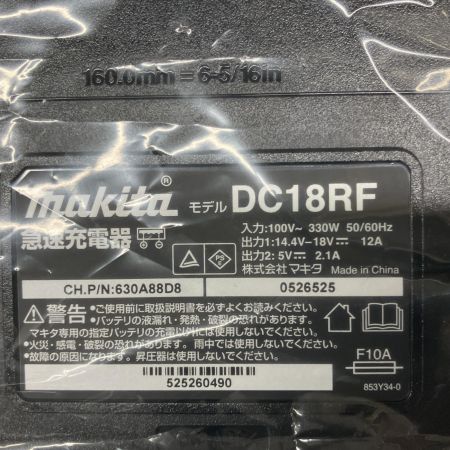 160.0mm = 6-5/16in
makita® モデル DC18RF
急速充電器
入力:100V~ 330W 50/60Hz
出力1:14.4V-18V⎓ 12A
出力2: 5V⎓ 2.1A
株式会社マキタ Made in China
PS E
CH.P/N:630A88D8
0526525
⚠警告
•ご使用前に取扱説明書を必ずよくお読みください。
•バッテリの液漏れ・発熱・破裂の恐れがあります。
マキタ専用の指定バッテリの充電以外には使用しないでください。
•火災・感電・破裂の恐れあり。雨中では使用しないでください。
•故障の原因になります。昇圧器は使用しないでください。
F10A
525260490
853Y34-0